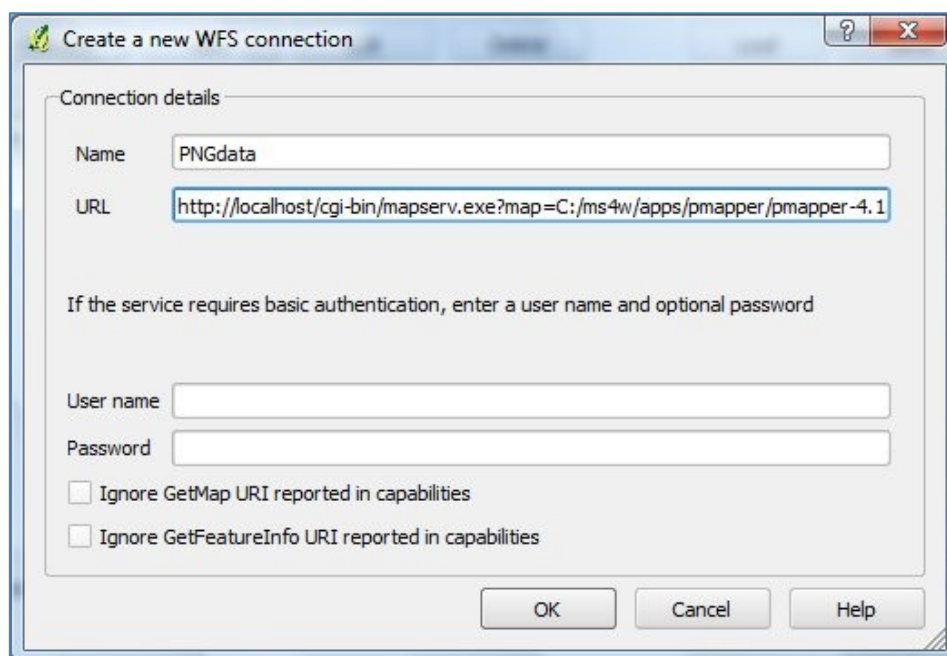 Create a new WFS connection
Connection details
Name PNGdata
URL http://localhost/cgi-bin/mapserv.exe?map=C:/ms4w/apps/pmapper/pmapper-4.1
If the service requires basic authentication, enter a user name and optional password
User name
Password
Ignore GetMap URI reported in capabilities
Ignore GetFeatureInfo URI reported in capabilities
OK Cancel Help